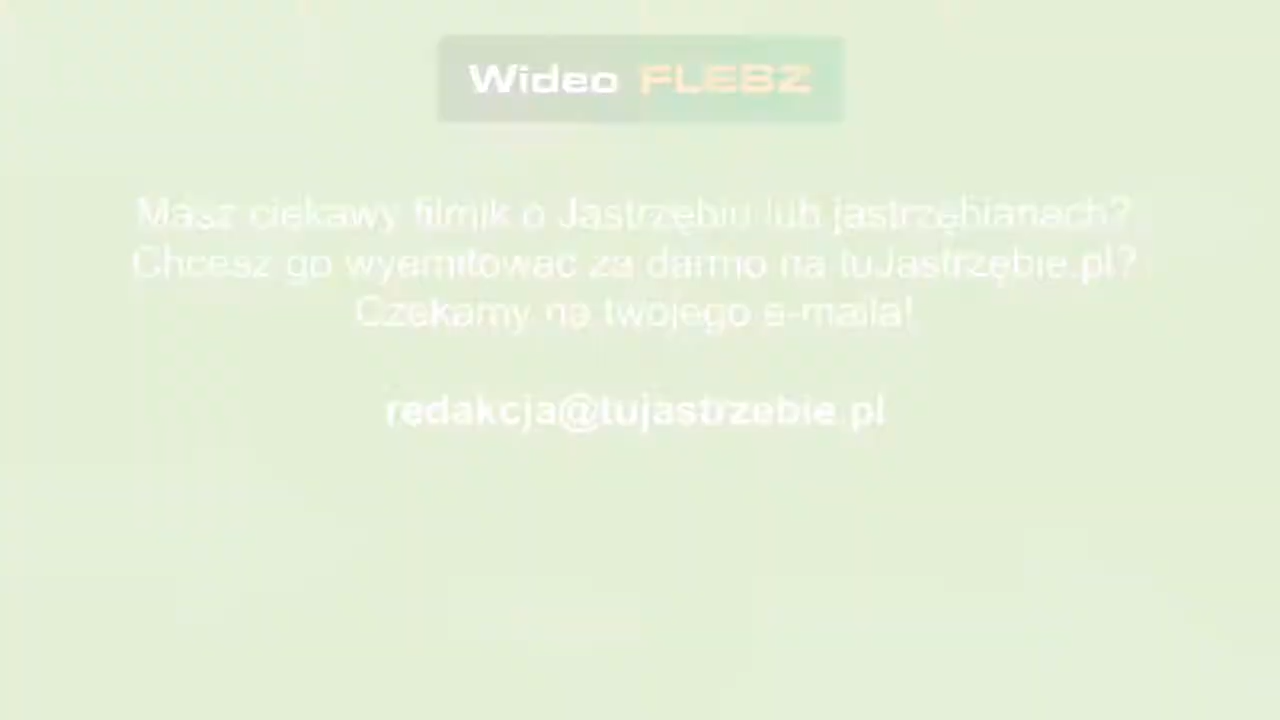 Wideo FLESZ
Masz ciekawy filmik o Jastrzębiu lub jastrzębianach?
Chcesz go wyemitować za darmo na tuJastrzębie.pl?
Czekamy na twojego e-maila!
redakcja@tujastrzebie.pl